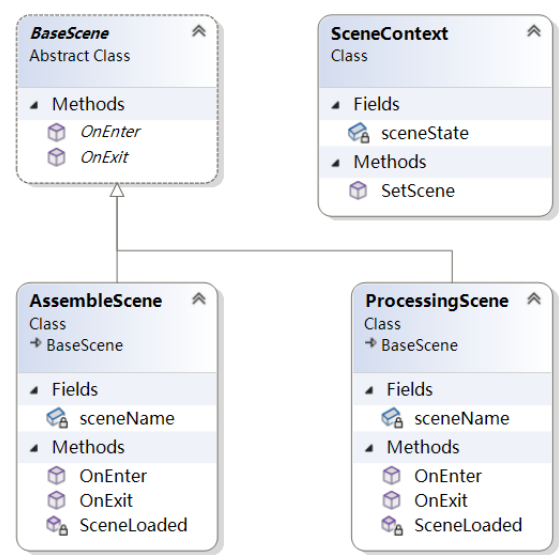 BaseScene
Abstract Class
Methods
OnEnter
OnExit
SceneContext
Class
Fields
sceneState
Methods
SetScene
AssembleScene
Class
BaseScene
Fields
sceneName
Methods
OnEnter
OnExit
SceneLoaded
ProcessingScene
Class
BaseScene
Fields
sceneName
Methods
OnEnter
OnExit
SceneLoaded